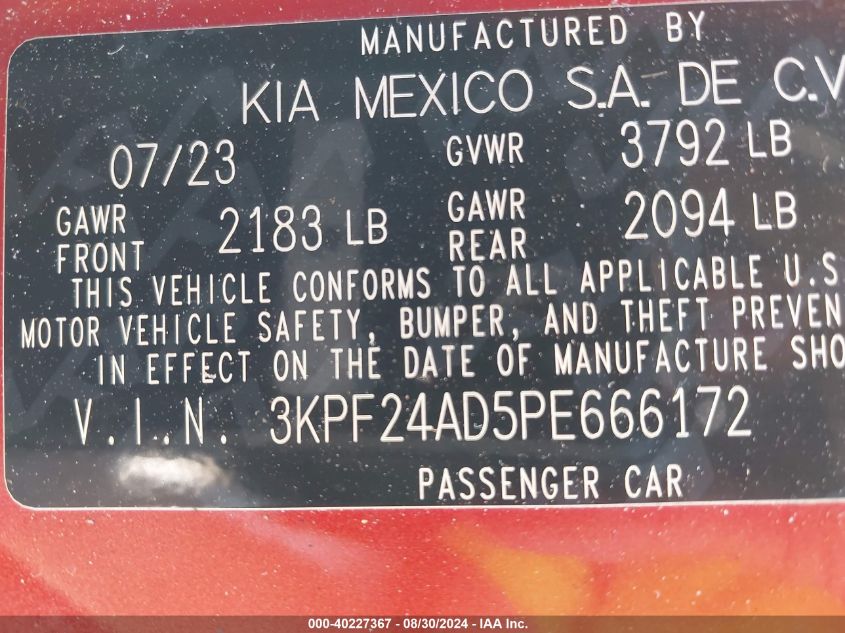 MANUFACTURED BY
KIA MEXICO S.A. DE C.V
07/23 GVWR 3792 LB
GAWR FRONT 2183 LB GAWR REAR 2094 LB
THIS VEHICLE CONFORMS TO ALL APPLICABLE U.S
MOTOR VEHICLE SAFETY, BUMPER, AND THEFT PREVEN
IN EFFECT ON THE DATE OF MANUFACTURE SHO
V.I.N. 3KPF24AD5PE666172
PASSENGER CAR
000-40227367 - 08/30/2024 - IAA Inc.